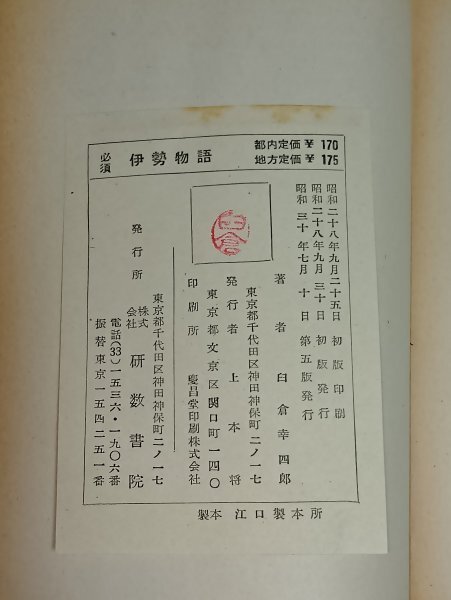 必須 伊勢物語
都内定価 ¥ 170
地方定価 ¥ 175
昭和二十八年九月二十五日 初版印刷
昭和二十八年九月三十日 初版発行
昭和三十年七月十日 第五版発行
臼倉
著者 臼倉幸四郎
東京都千代田区神田神保町二ノ一七
発行者 上本将
東京都文京区関口町一四〇
印刷所 慶昌堂印刷株式会社
発行所
東京都千代田区神田神保町二ノ一七
株式会社 研数書院
電話(33)一五三六・一九〇六番
振替東京一五四二五一番
製本 江口製本所